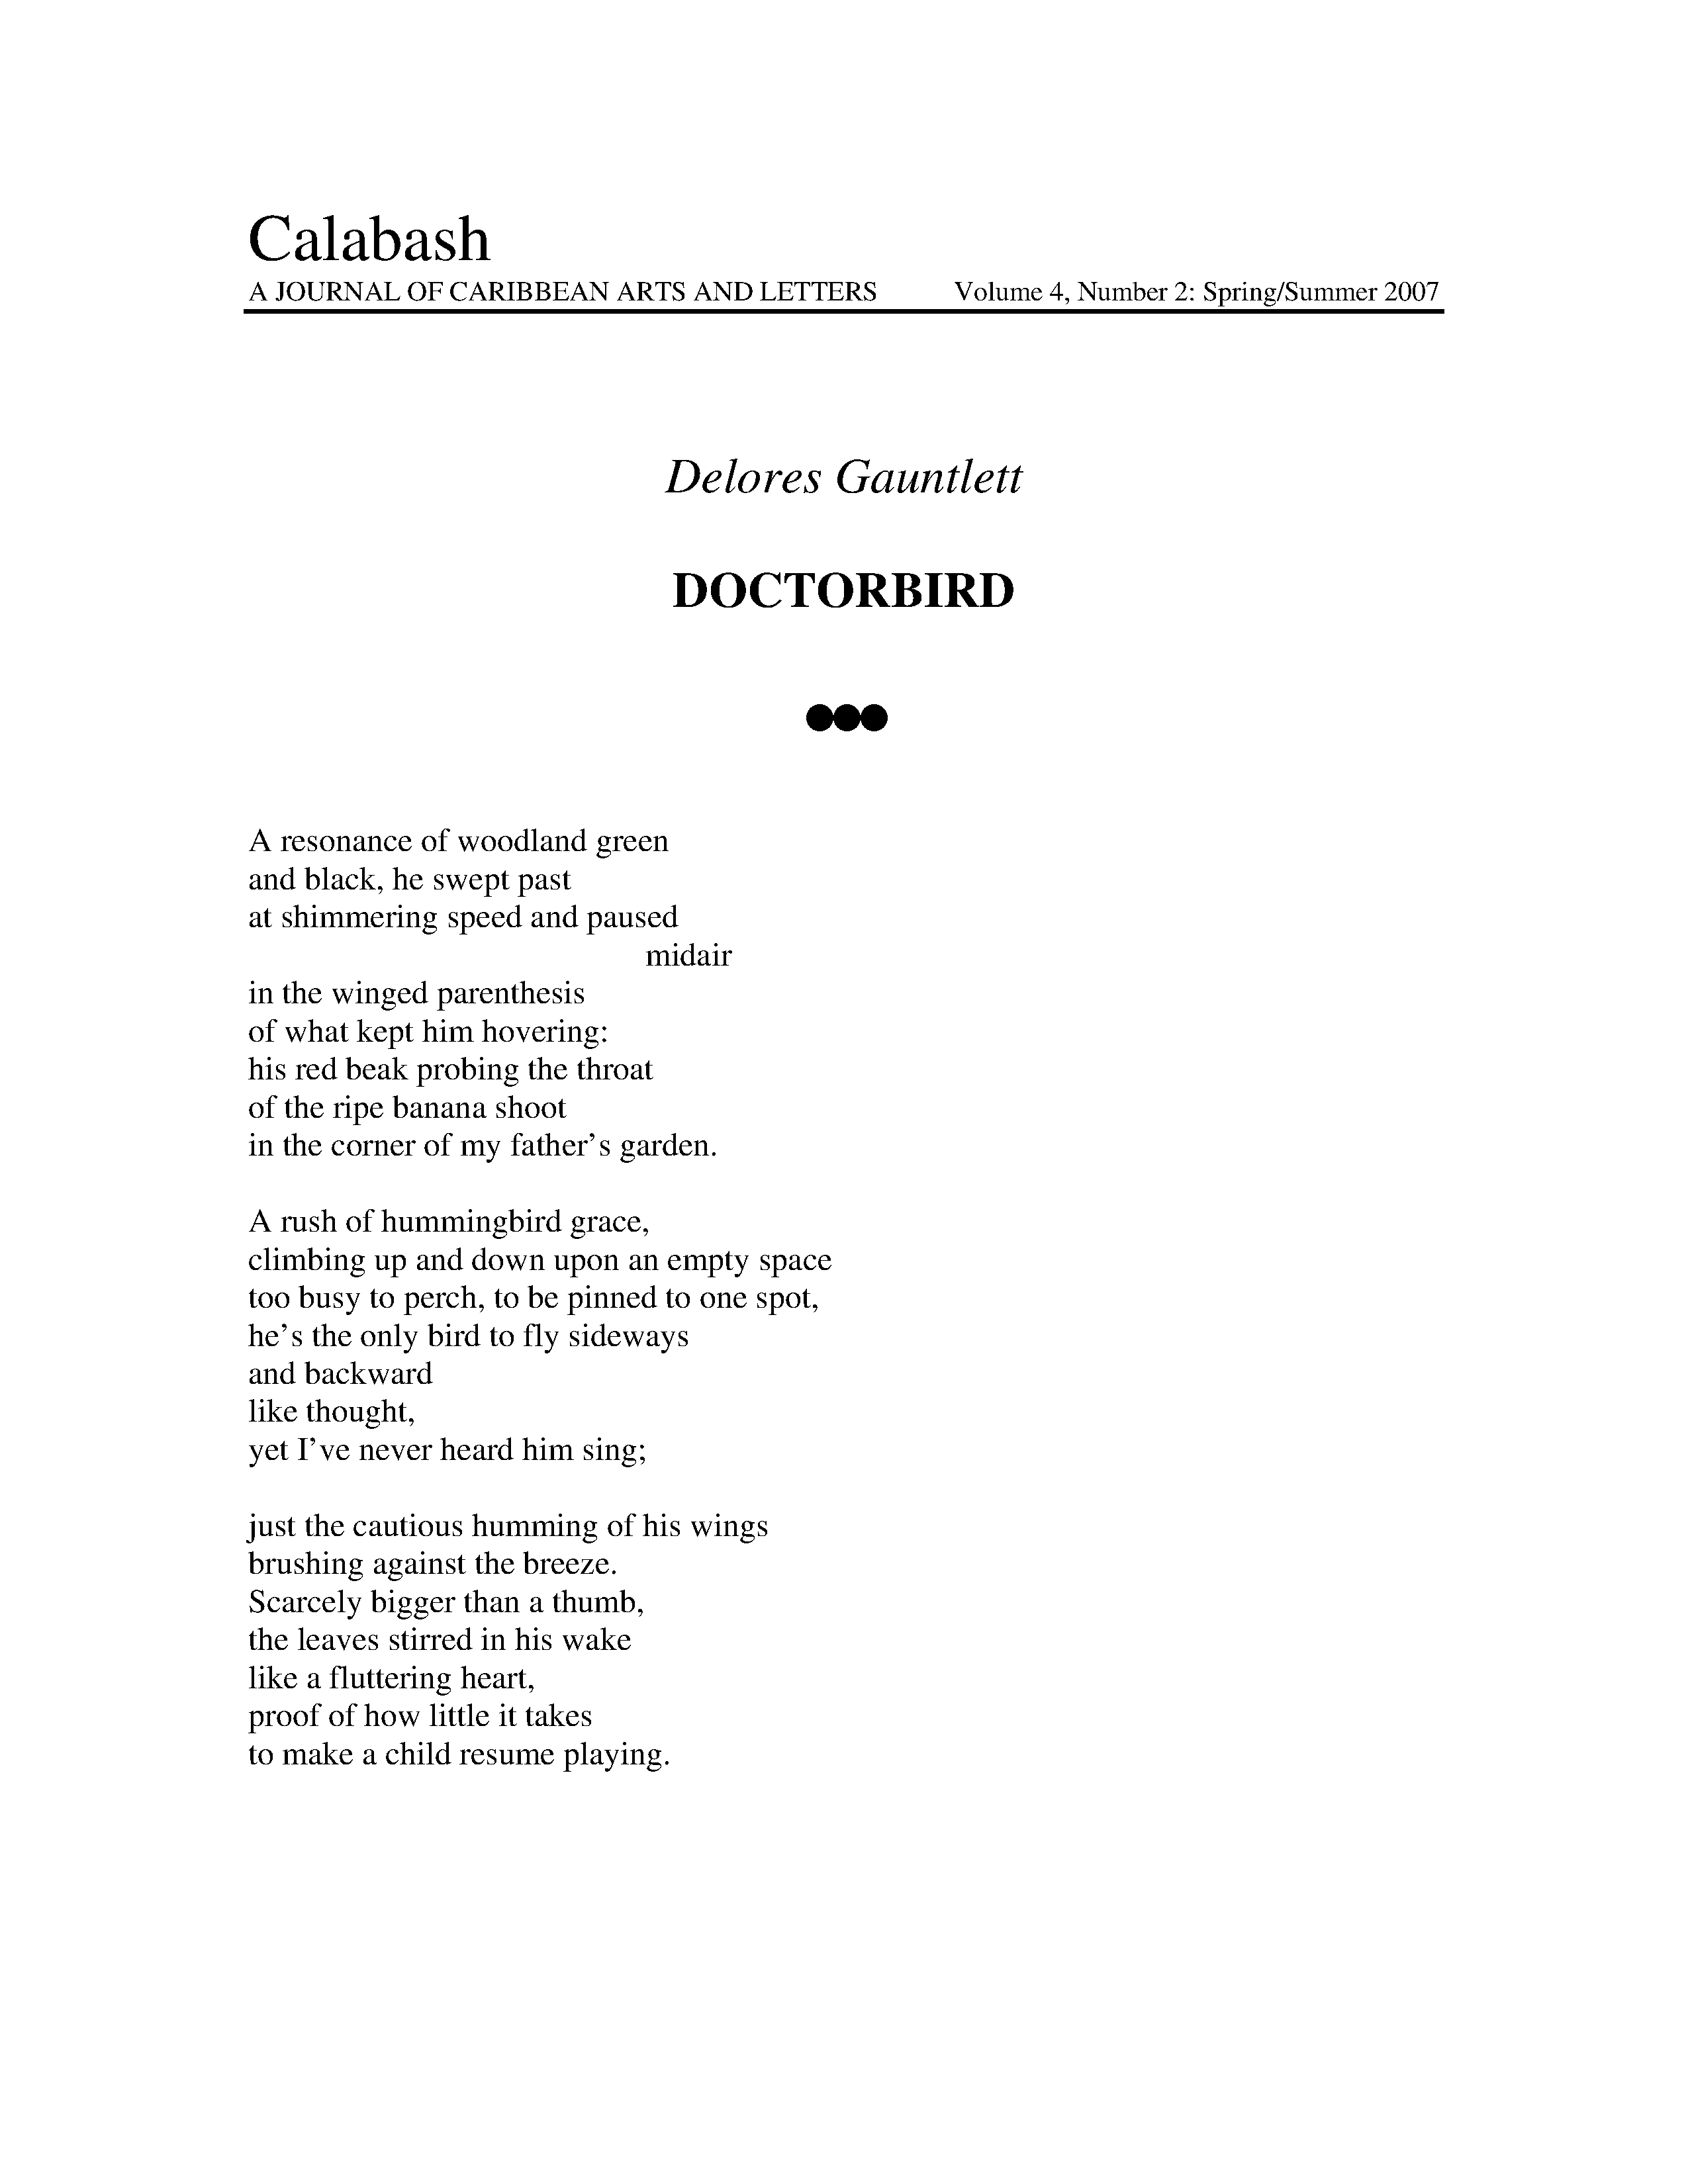 Calabash
A JOURNAL OF CARIBBEAN ARTS AND LETTERS Volume 4, Number 2: Spring/Summer 2007
Delores Gauntlett
DOCTORBIRD
●●●
A resonance of woodland green
and black, he swept past
at shimmering speed and paused
midair
in the winged parenthesis
of what kept him hovering:
his red beak probing the throat
of the ripe banana shoot
in the corner of my father’s garden.
A rush of hummingbird grace,
climbing up and down upon an empty space
too busy to perch, to be pinned to one spot,
he’s the only bird to fly sideways
and backward
like thought,
yet I’ve never heard him sing;
just the cautious humming of his wings
brushing against the breeze.
Scarcely bigger than a thumb,
the leaves stirred in his wake
like a fluttering heart,
proof of how little it takes
to make a child resume playing.